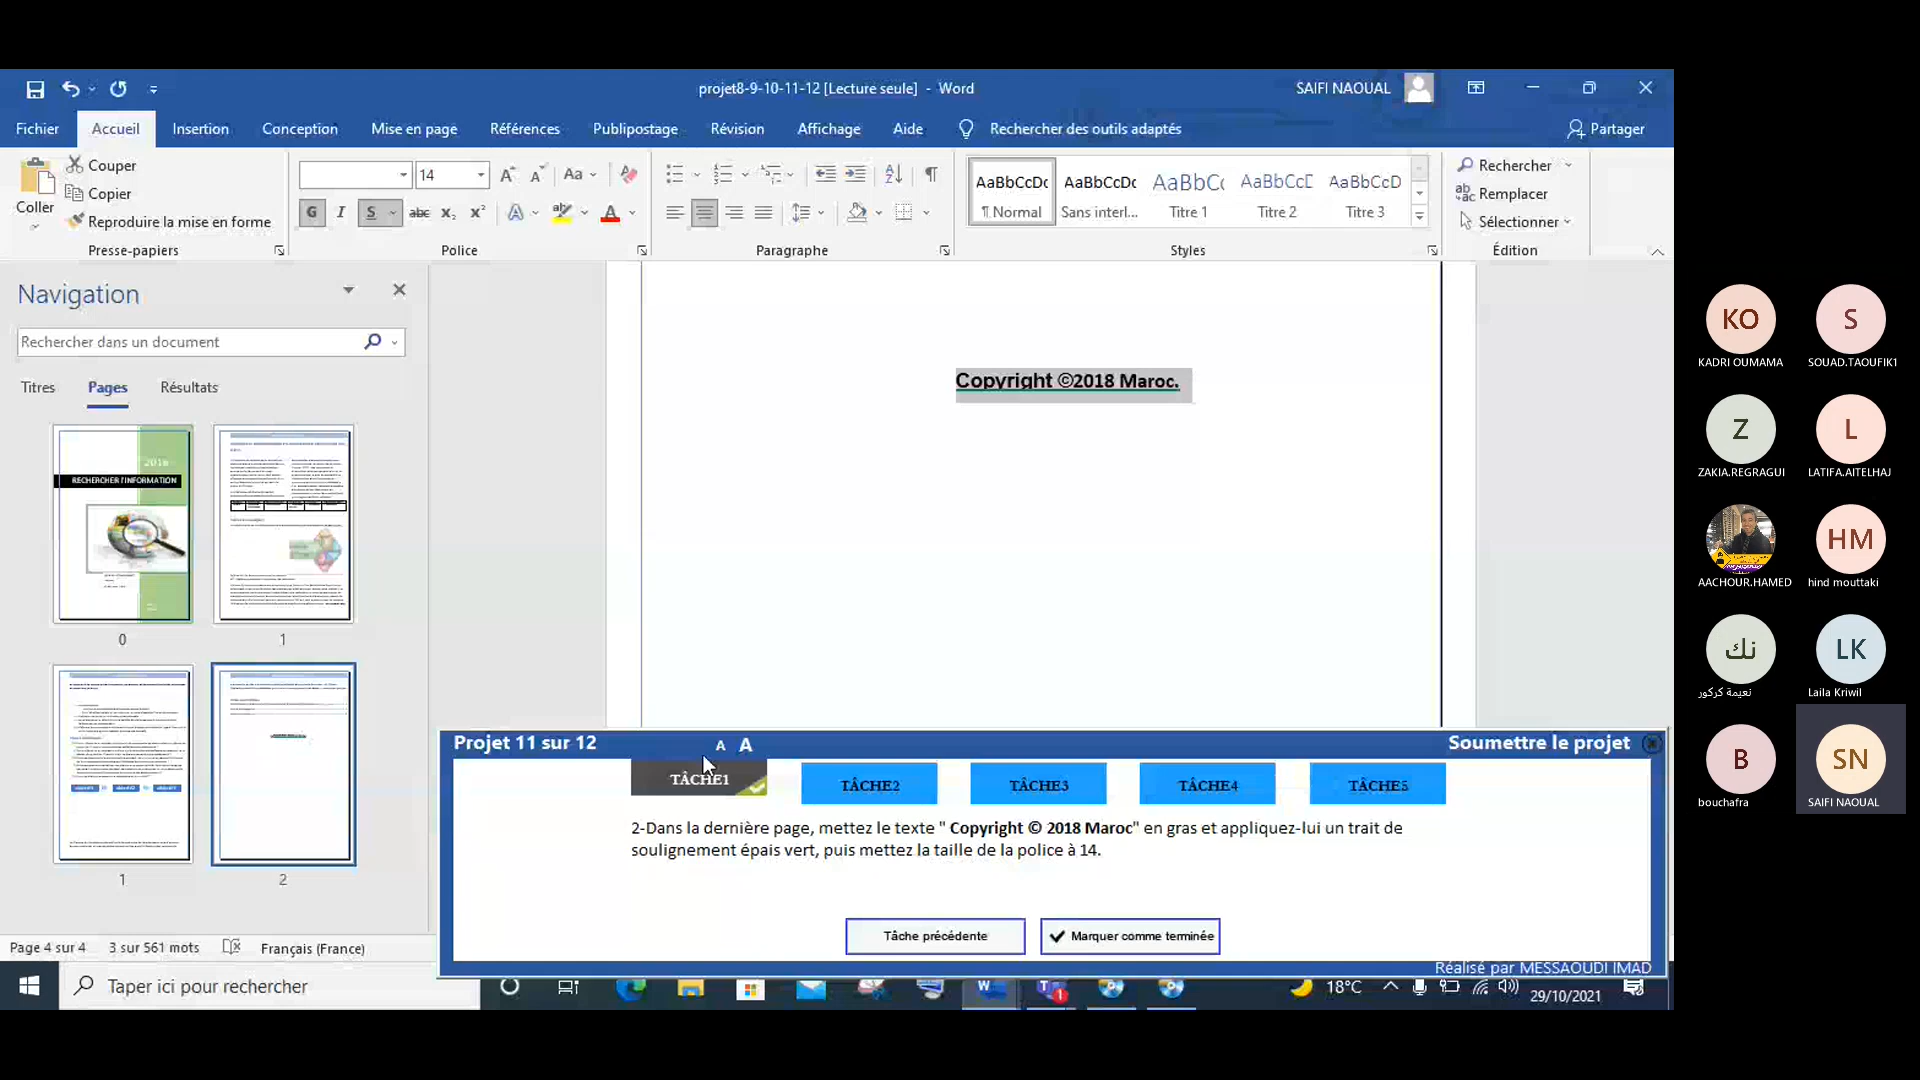 projet8-9-10-11-12 [Lecture seule] - Word
SAIFI NAOUAL
Fichier Accueil Insertion Conception Mise en page Références Publipostage Révision Affichage Aide Rechercher des outils adaptés Partager
Coller
Couper
Copier
Reproduire la mise en forme
Presse-papiers
14
Aa
G I S abc X₂ X² A A
Police
Paragraphe
AaBbCcDc AaBbCcDc AaBbC AaBbCcD AaBbCcD
¶ Normal Sans interl... Titre 1 Titre 2 Titre 3
Styles
Rechercher
Remplacer
Sélectionner
Édition
Navigation
Rechercher dans un document
Titres Pages Résultats
2018
RECHERCHER l'INFORMATION
0 1
1 2
Copyright ©2018 Maroc.
Projet 11 sur 12
A A
Soumettre le projet
TÂCHE1 TÂCHE2 TÂCHE3 TÂCHE4 TÂCHE5
2-Dans la dernière page, mettez le texte " Copyright © 2018 Maroc" en gras et appliquez-lui un trait de
soulignement épais vert, puis mettez la taille de la police à 14.
Tâche précédente Marquer comme terminée
Réalisé par MESSAOUDI IMAD
Page 4 sur 4 3 sur 561 mots Français (France)
Taper ici pour rechercher
18°C
29/10/2021
KO S
KADRI OUMAMA SOUAD.TAOUFIK1
Z L
ZAKIA.REGRAGUI LATIFA.AITELHAJ
HM
AACHOUR.HAMED hind mouttaki
نك LK
نعيمة كركور Laila Kriwil
B SN
bouchafra SAIFI NAOUAL